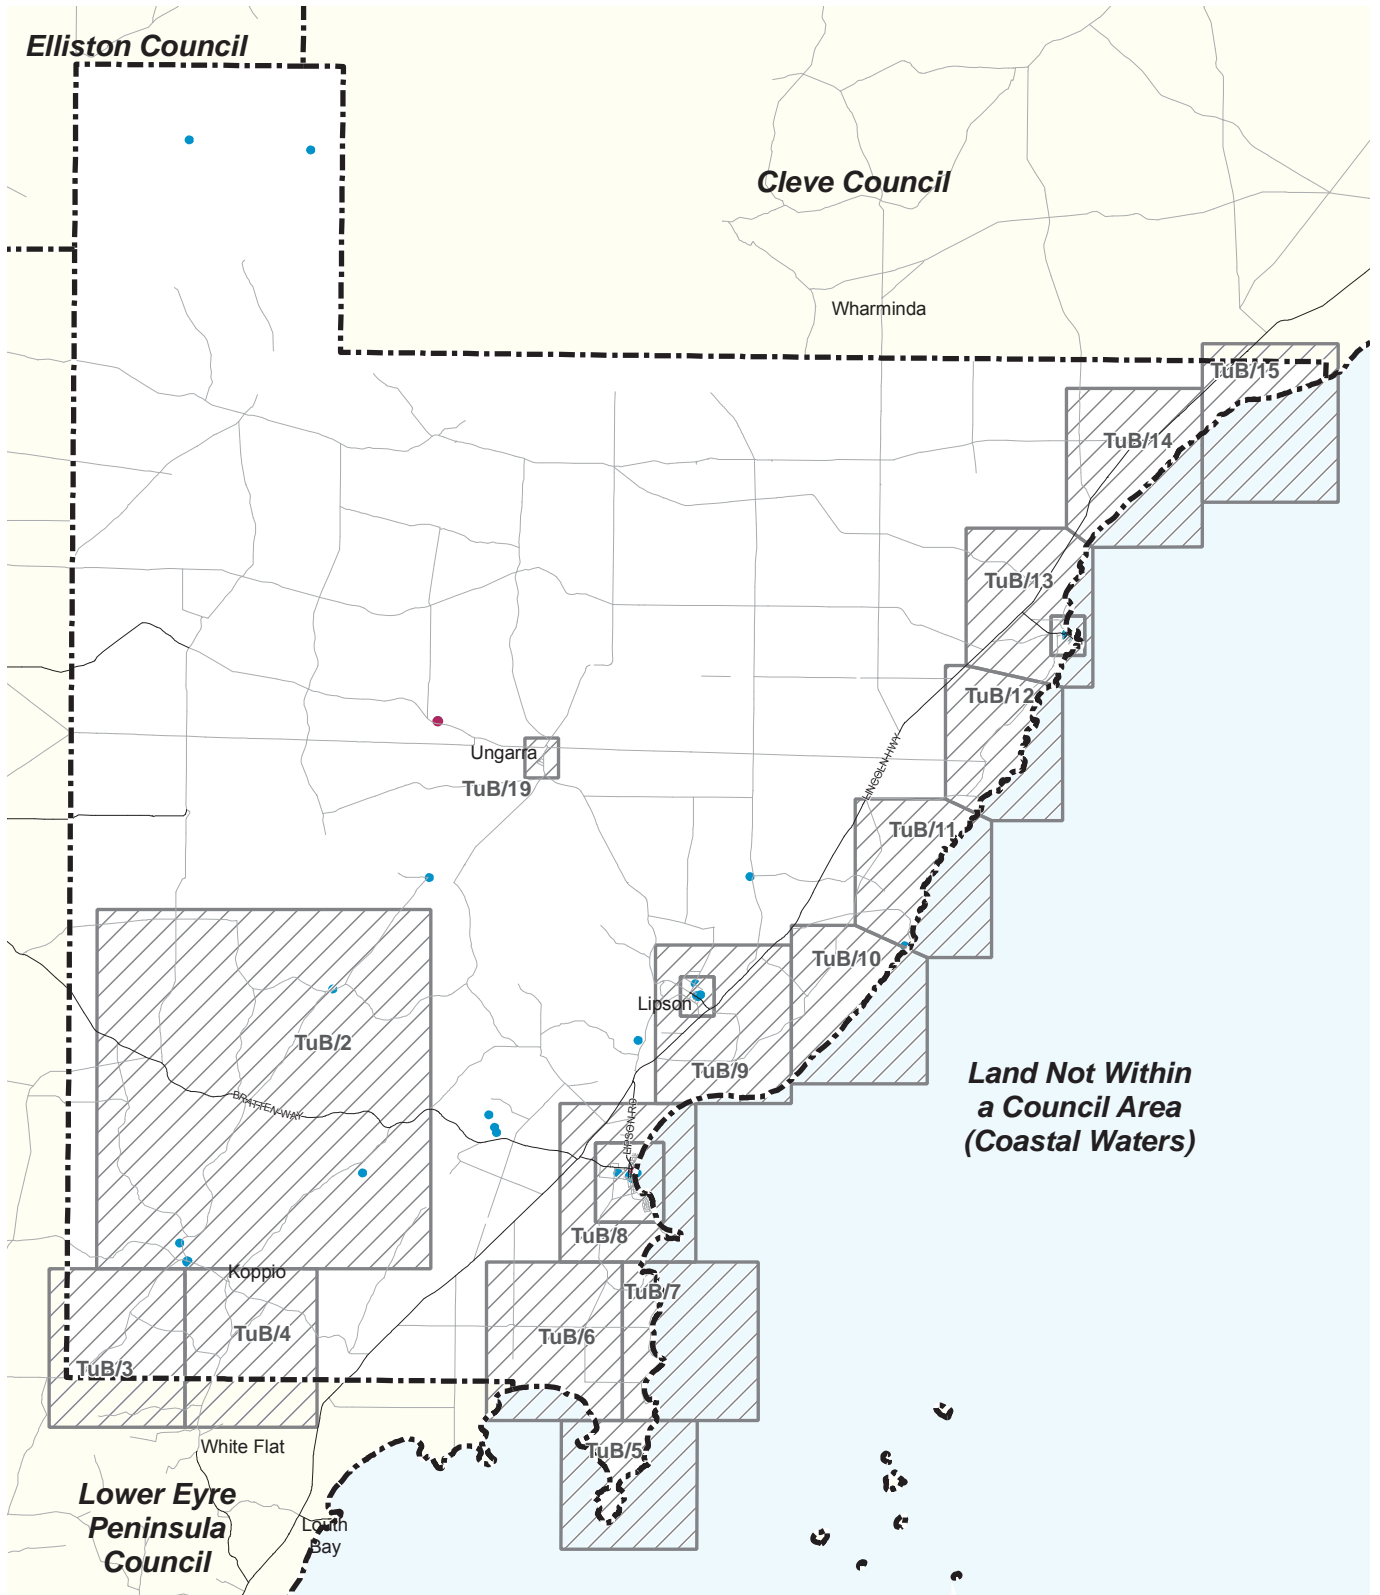 Elliston Council
Cleve Council
Wharminda
TuB/15
TuB/14
TuB/13
TuB/12
Ungarra
LINCOLN HWY
TuB/19
TuB/11
TuB/10
Lipson
TuB/2
TuB/9
Land Not Within
a Council Area
(Coastal Waters)
BRATTEN WAY
LIPSON RD
TuB/8
Koppio
TuB/7
TuB/4
TuB/6
TuB/3
White Flat
TuB/5
Lower Eyre
Peninsula
Council
Louth
Bay